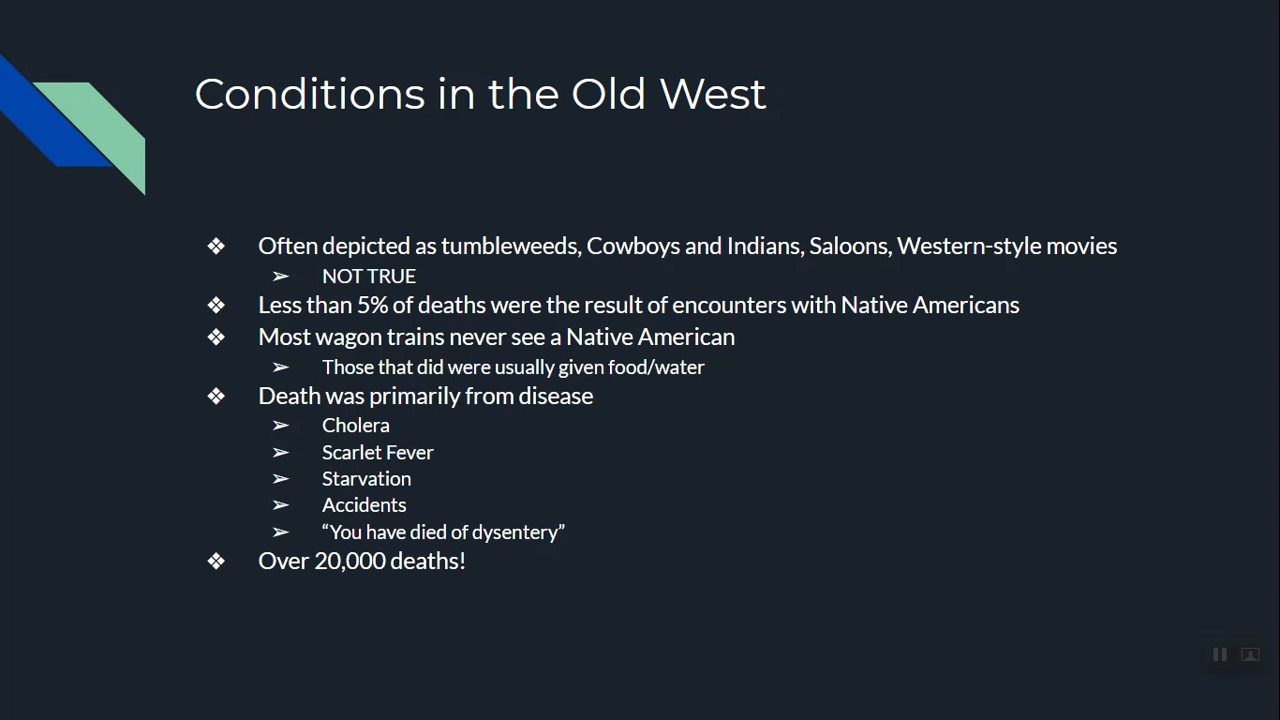 Conditions in the Old West
❖ Often depicted as tumbleweeds, Cowboys and Indians, Saloons, Western-style movies
➢ NOT TRUE
❖ Less than 5% of deaths were the result of encounters with Native Americans
❖ Most wagon trains never see a Native American
➢ Those that did were usually given food/water
❖ Death was primarily from disease
➢ Cholera
➢ Scarlet Fever
➢ Starvation
➢ Accidents
➢ “You have died of dysentery”
❖ Over 20,000 deaths!